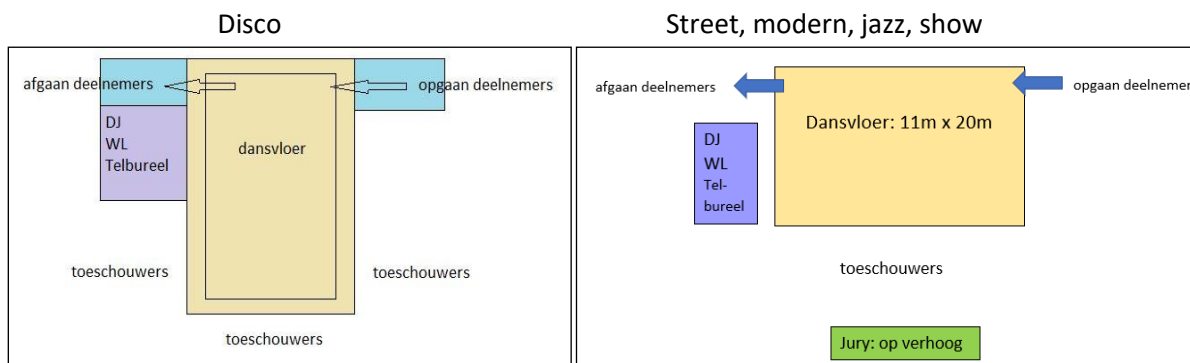 Disco
afgaan deelnemers
opgaan deelnemers
DJ
WL
Telbureel
dansvloer
toeschouwers
toeschouwers
toeschouwers
Street, modern, jazz, show
afgaan deelnemers
opgaan deelnemer
Dansvloer: 11m x 20m
DJ
WL
Tel-
bureel
toeschouwers
Jury: op verhoog